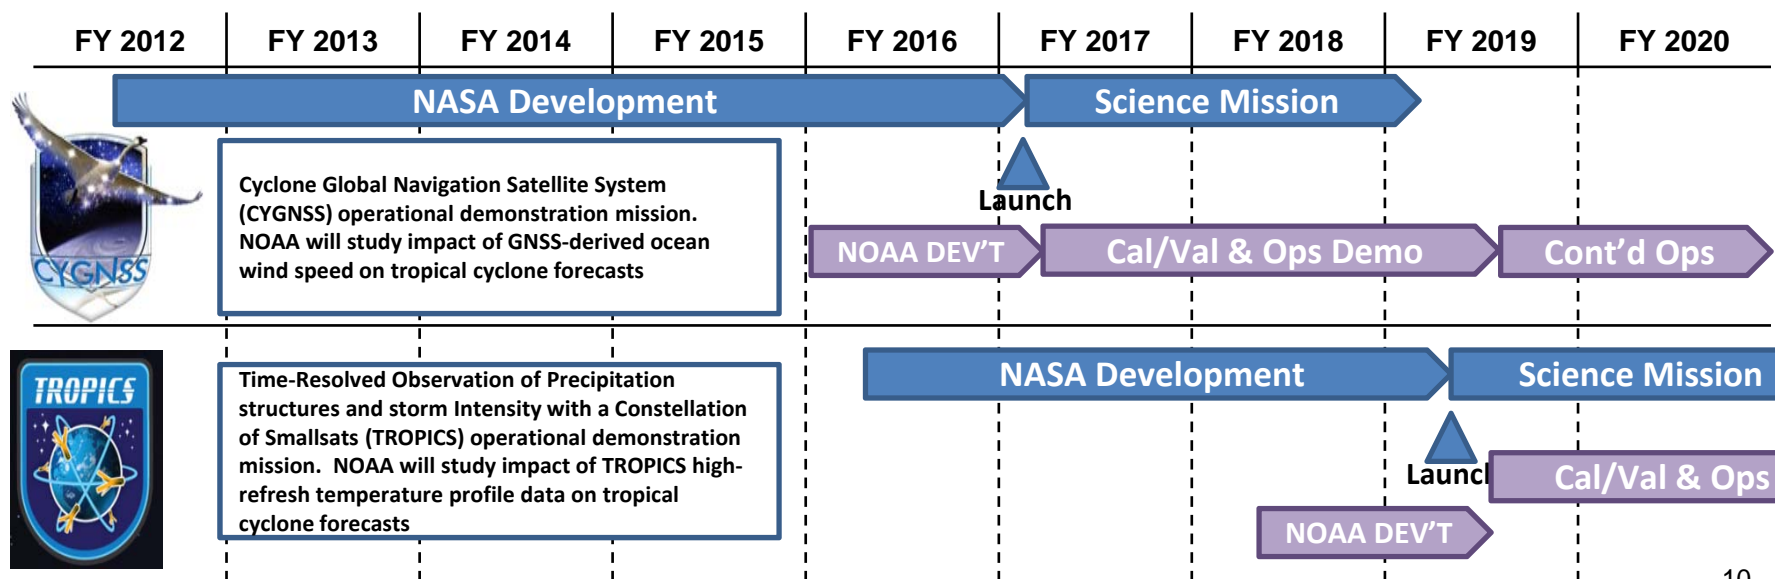 FY 2012 FY 2013 FY 2014 FY 2015 FY 2016 FY 2017 FY 2018 FY 2019 FY 2020
NASA Development Science Mission
Cyclone Global Navigation Satellite System
(CYGNSS) operational demonstration mission.
NOAA will study impact of GNSS-derived ocean
wind speed on tropical cyclone forecasts
CYGNSS
Launch
NOAA DEV'T Cal/Val & Ops Demo Cont'd Ops
NASA Development Science Mission
TROPICS
Time-Resolved Observation of Precipitation
structures and storm Intensity with a Constellation
of Smallsats (TROPICS) operational demonstration
mission.  NOAA will study impact of TROPICS high-
refresh temperature profile data on tropical
cyclone forecasts
Launch
Cal/Val & Ops
NOAA DEV'T
10